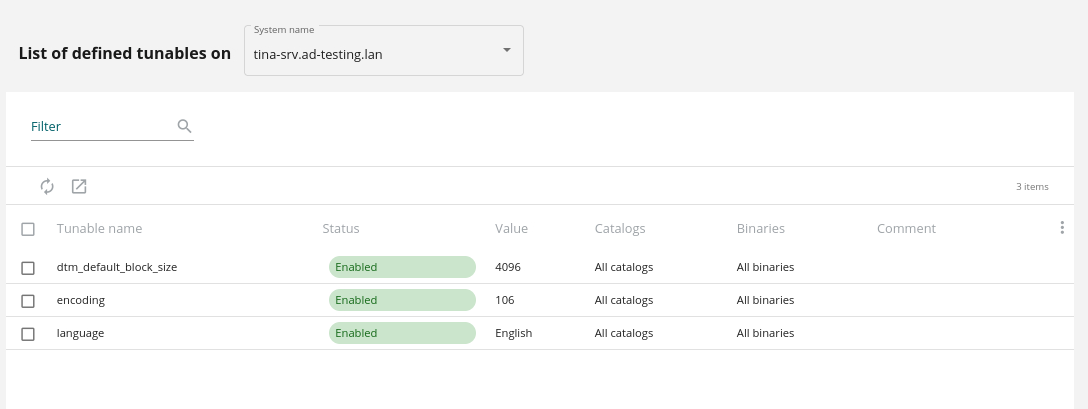 System name
List of defined tunables on tina-srv.ad-testing.lan
Filter
3 items
Tunable name Status Value Catalogs Binaries Comment
dtm_default_block_size Enabled 4096 All catalogs All binaries
encoding Enabled 106 All catalogs All binaries
language Enabled English All catalogs All binaries